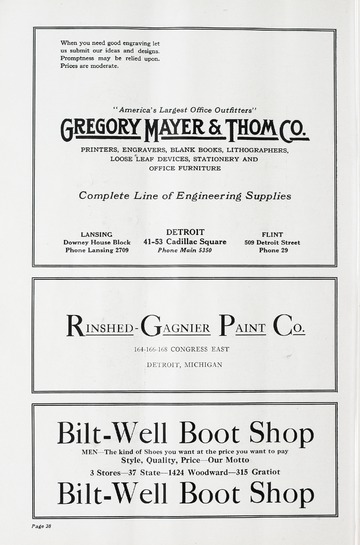 When you need good engraving let
us submit our ideas and designs.
Promptness may be relied upon.
Prices are moderate.
"America's Largest Office Outfitters"
GREGORY MAYER & THOM CO.
PRINTERS, ENGRAVERS, BLANK BOOKS, LITHOGRAPHERS,
LOOSE LEAF DEVICES, STATIONERY AND
OFFICE FURNITURE
Complete Line of Engineering Supplies
LANSING
Downey House Block
Phone Lansing 2709
DETROIT
41-53 Cadillac Square
Phone Main 5250
FLINT
509 Detroit Street
Phone 29
RINSHED-GAGNIER PAINT CO.
164-166-168 CONGRESS EAST
DETROIT, MICHIGAN
Bilt-Well Boot Shop
MEN—The kind of Shoes you want at the price you want to pay
Style, Quality, Price—Our Motto
3 Stores—37 State—1424 Woodward—315 Gratiot
Bilt-Well Boot Shop
Page 28